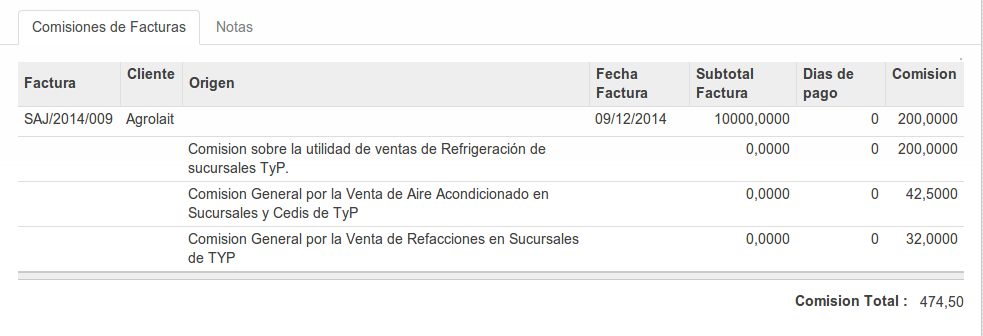 Comisiones de Facturas Notas
Factura Cliente Origen Fecha Factura Subtotal Factura Dias de pago Comision
SAJ/2014/009 Agrolait 09/12/2014 10000,0000 0 200,0000
Comision sobre la utilidad de ventas de Refrigeración de 0,0000 0 200,0000
sucursales TyP.
Comision General por la Venta de Aire Acondicionado en 0,0000 0 42,5000
Sucursales y Cedis de TyP
Comision General por la Venta de Refacciones en Sucursales 0,0000 0 32,0000
de TYP
Comision Total : 474,50